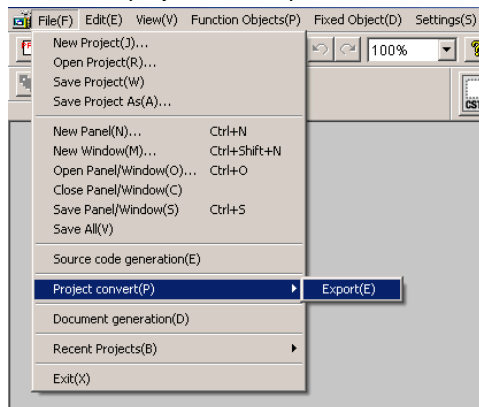 File(F) Edit(E) View(V) Function Objects(P) Fixed Object(D) Settings(S)
100%
New Project(J)...
Open Project(R)...
Save Project(W)
Save Project As(A)...
CST
New Panel(N)... Ctrl+N
New Window(M)... Ctrl+Shift+N
Open Panel/Window(O)... Ctrl+O
Close Panel/Window(C)
Save Panel/Window(S) Ctrl+S
Save All(V)
Source code generation(E)
Project convert(P) Export(E)
Document generation(D)
Recent Projects(B)
Exit(X)